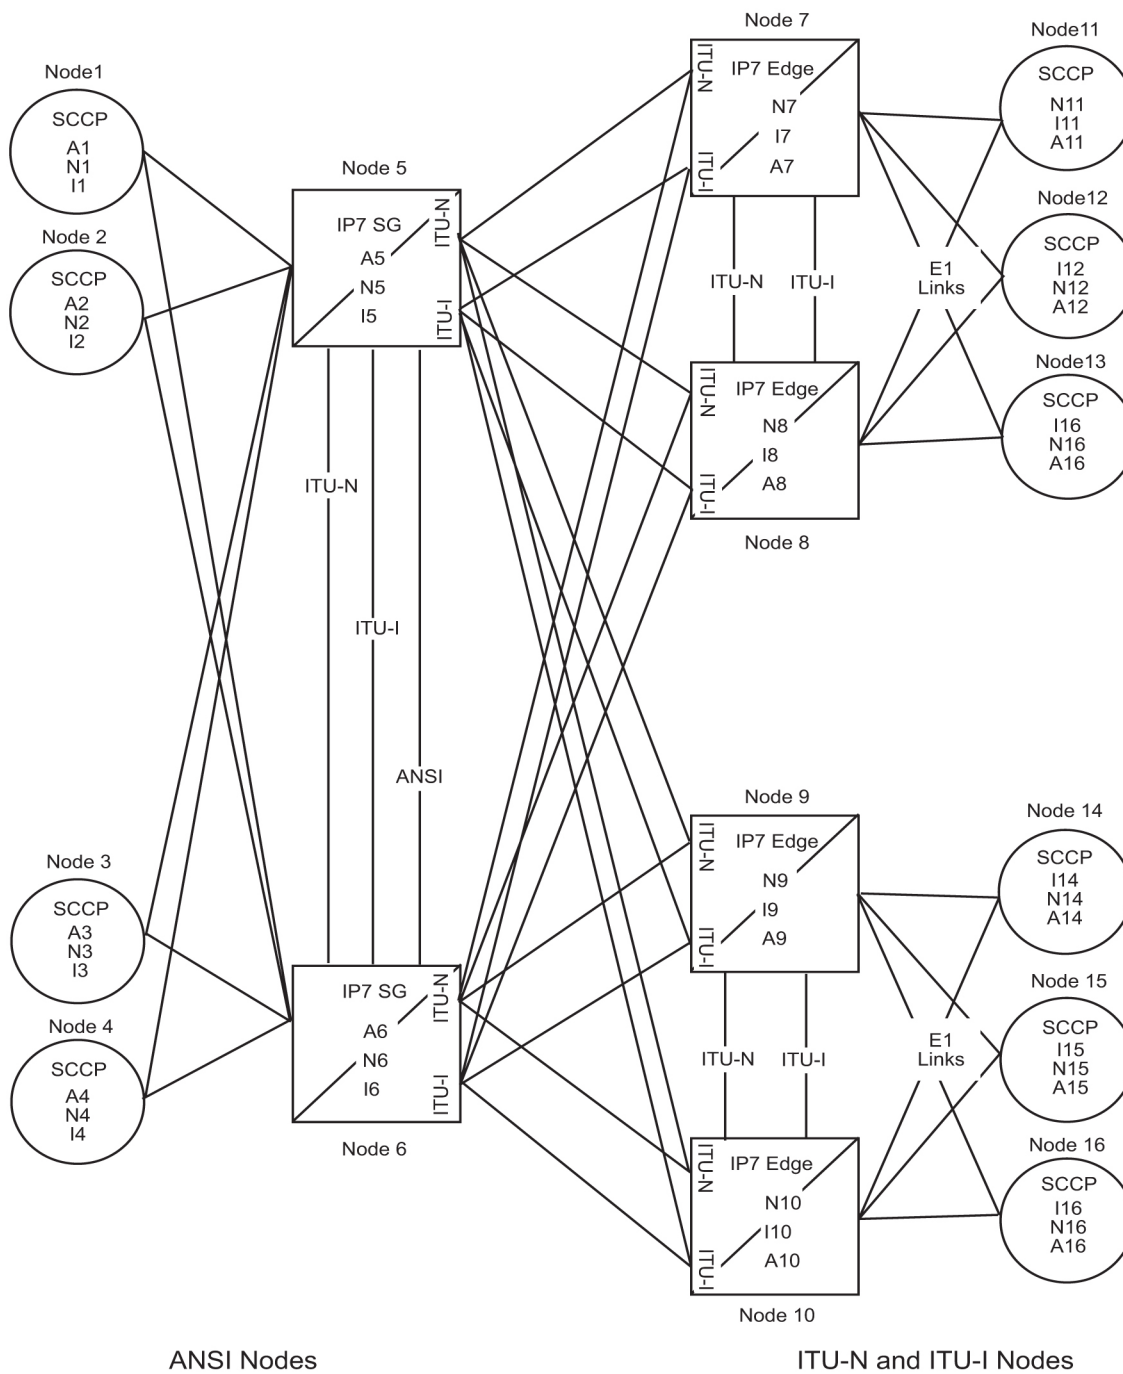 Node1
SCCP
A1
N1
I1
Node 2
SCCP
A2
N2
I2
Node 3
SCCP
A3
N3
I3
Node 4
SCCP
A4
N4
I4
Node 5
IP7 SG
A5
N5
I5
ITU-N
ITU-I
ITU-N
ITU-I
ANSI
IP7 SG
A6
N6
I6
ITU-N
ITU-I
Node 6
Node 7
ITU-N
ITU-I
IP7 Edge
N7
I7
A7
ITU-N
ITU-I
ITU-N
ITU-I
IP7 Edge
N8
I8
A8
Node 8
Node 9
ITU-N
ITU-I
IP7 Edge
N9
I9
A9
ITU-N
ITU-I
ITU-N
ITU-I
IP7 Edge
N10
I10
A10
Node 10
Node11
SCCP
N11
I11
A11
E1
Links
Node12
SCCP
I12
N12
A12
Node13
SCCP
I16
N16
A16
Node 14
SCCP
I14
N14
A14
E1
Links
Node 15
SCCP
I15
N15
A15
Node 16
SCCP
I16
N16
A16
ANSI Nodes
ITU-N and ITU-I Nodes